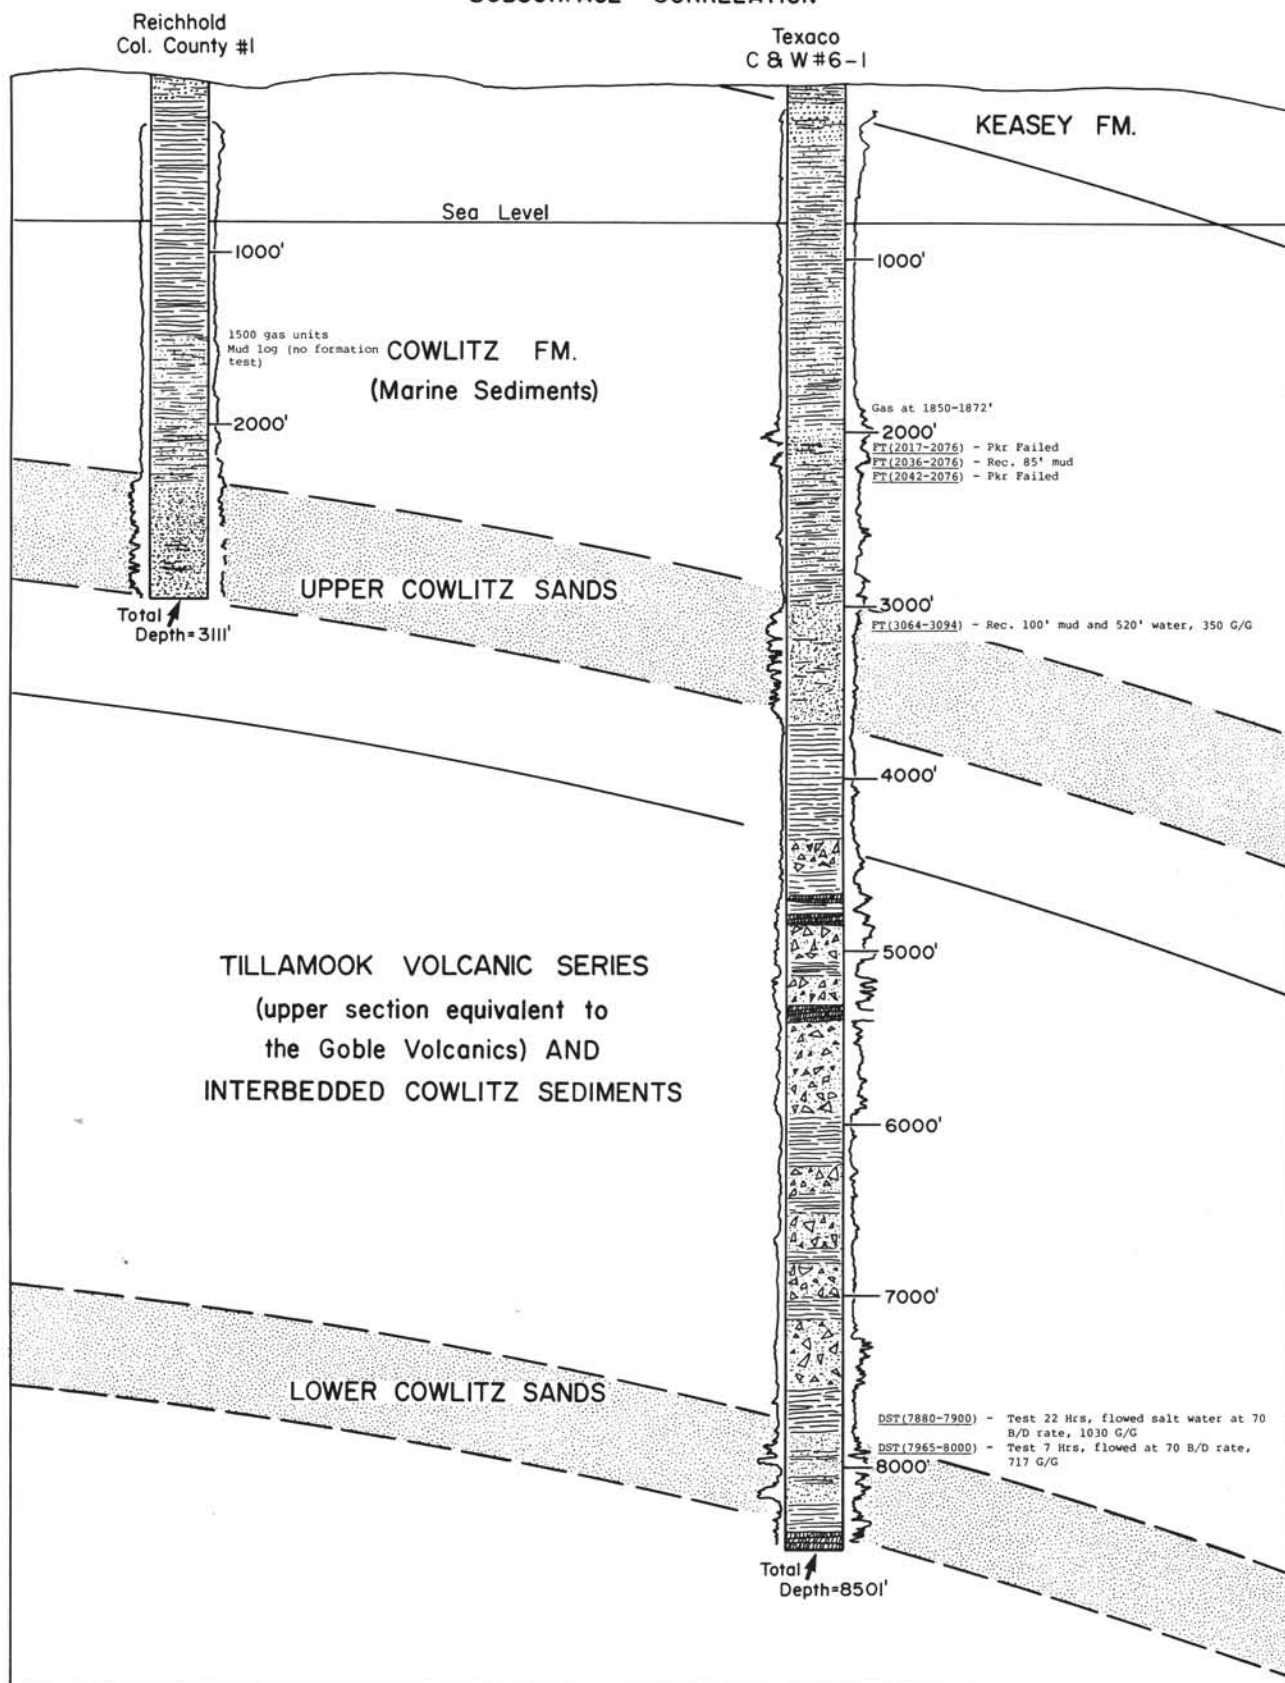 SUBSURFACE CORRELATION
Reichhold
Col. County #1
Texaco
C & W #6-1
KEASEY FM.
Sea Level
1000'
1000'
1500 gas units
Mud log (no formation
test)
COWLITZ FM.
(Marine Sediments)
2000'
Gas at 1850-1872'
2000'
FT(2017-2076) - Pkr Failed
FT(2036-2076) - Rec. 85' mud
FT(2042-2076) - Pkr Failed
UPPER COWLITZ SANDS
Total
Depth=3111'
3000'
FT(3064-3094) - Rec. 100' mud and 520' water, 350 G/G
4000'
5000'
TILLAMOOK VOLCANIC SERIES
(upper section equivalent to
the Goble Volcanics) AND
INTERBEDDED COWLITZ SEDIMENTS
6000'
7000'
LOWER COWLITZ SANDS
DST(7880-7900) - Test 22 Hrs, flowed salt water at 70
B/D rate, 1030 G/G
DST(7965-8000) - Test 7 Hrs, flowed at 70 B/D rate,
717 G/G
8000'
Total
Depth=8501'